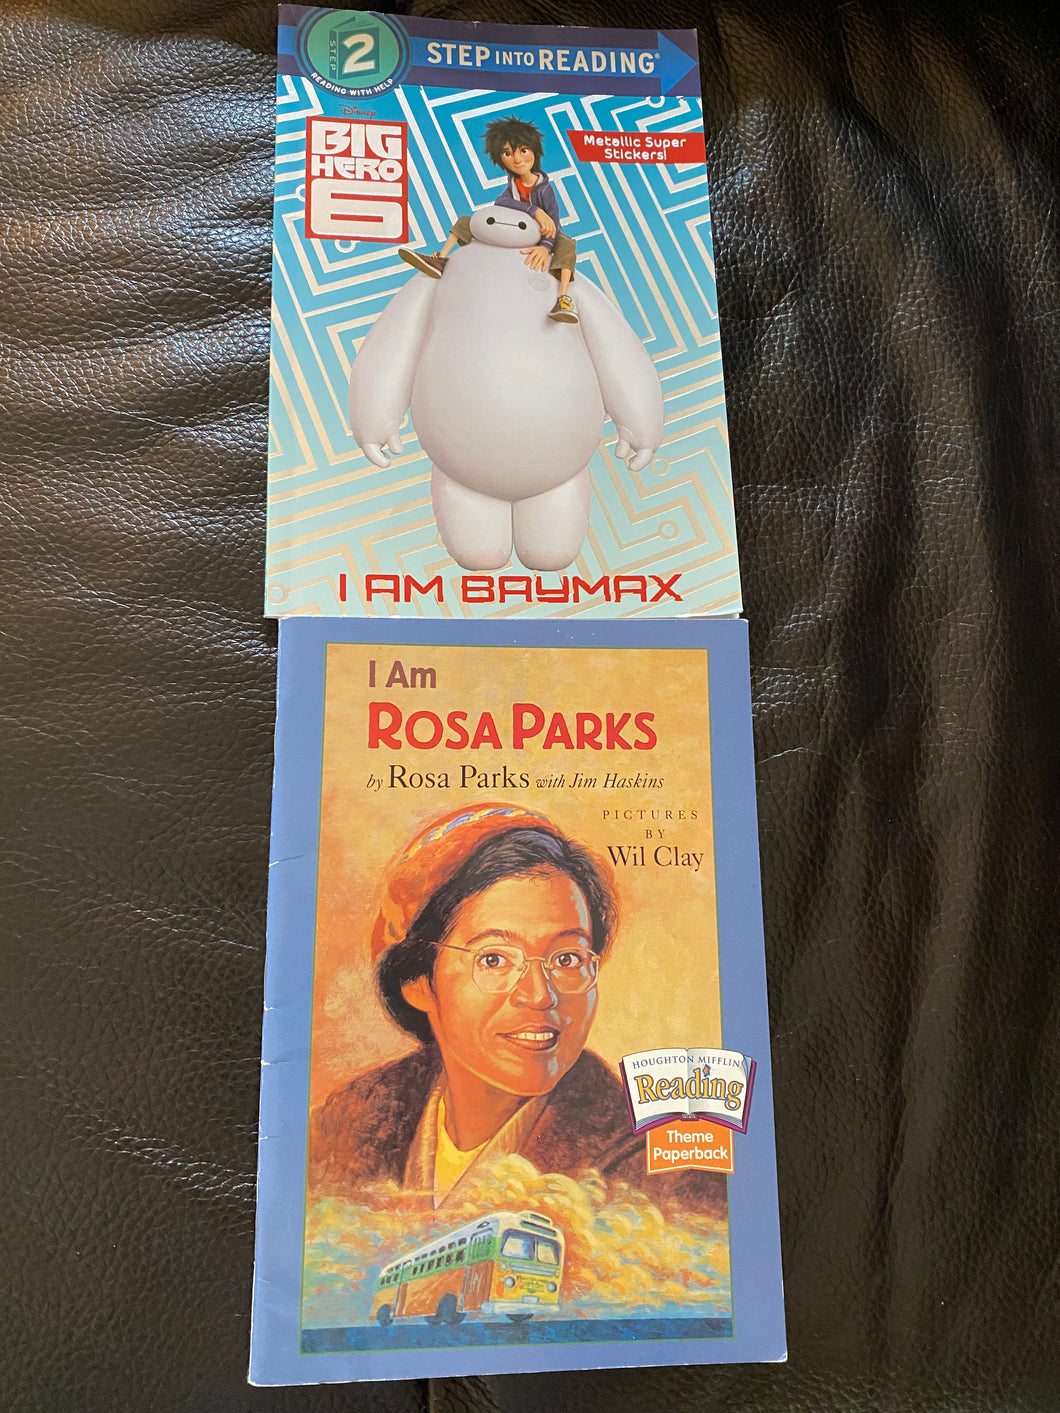 STEP 2
READING WITH HELP
STEP INTO READING®
Disney
BIG
HERO
6
Metallic Super
Stickers!
I AM BAYMAX
I Am
ROSA PARKS
by Rosa Parks with Jim Haskins
PICTURES
BY
Wil Clay
HOUGHTON MIFFLIN
Reading
Theme
Paperback